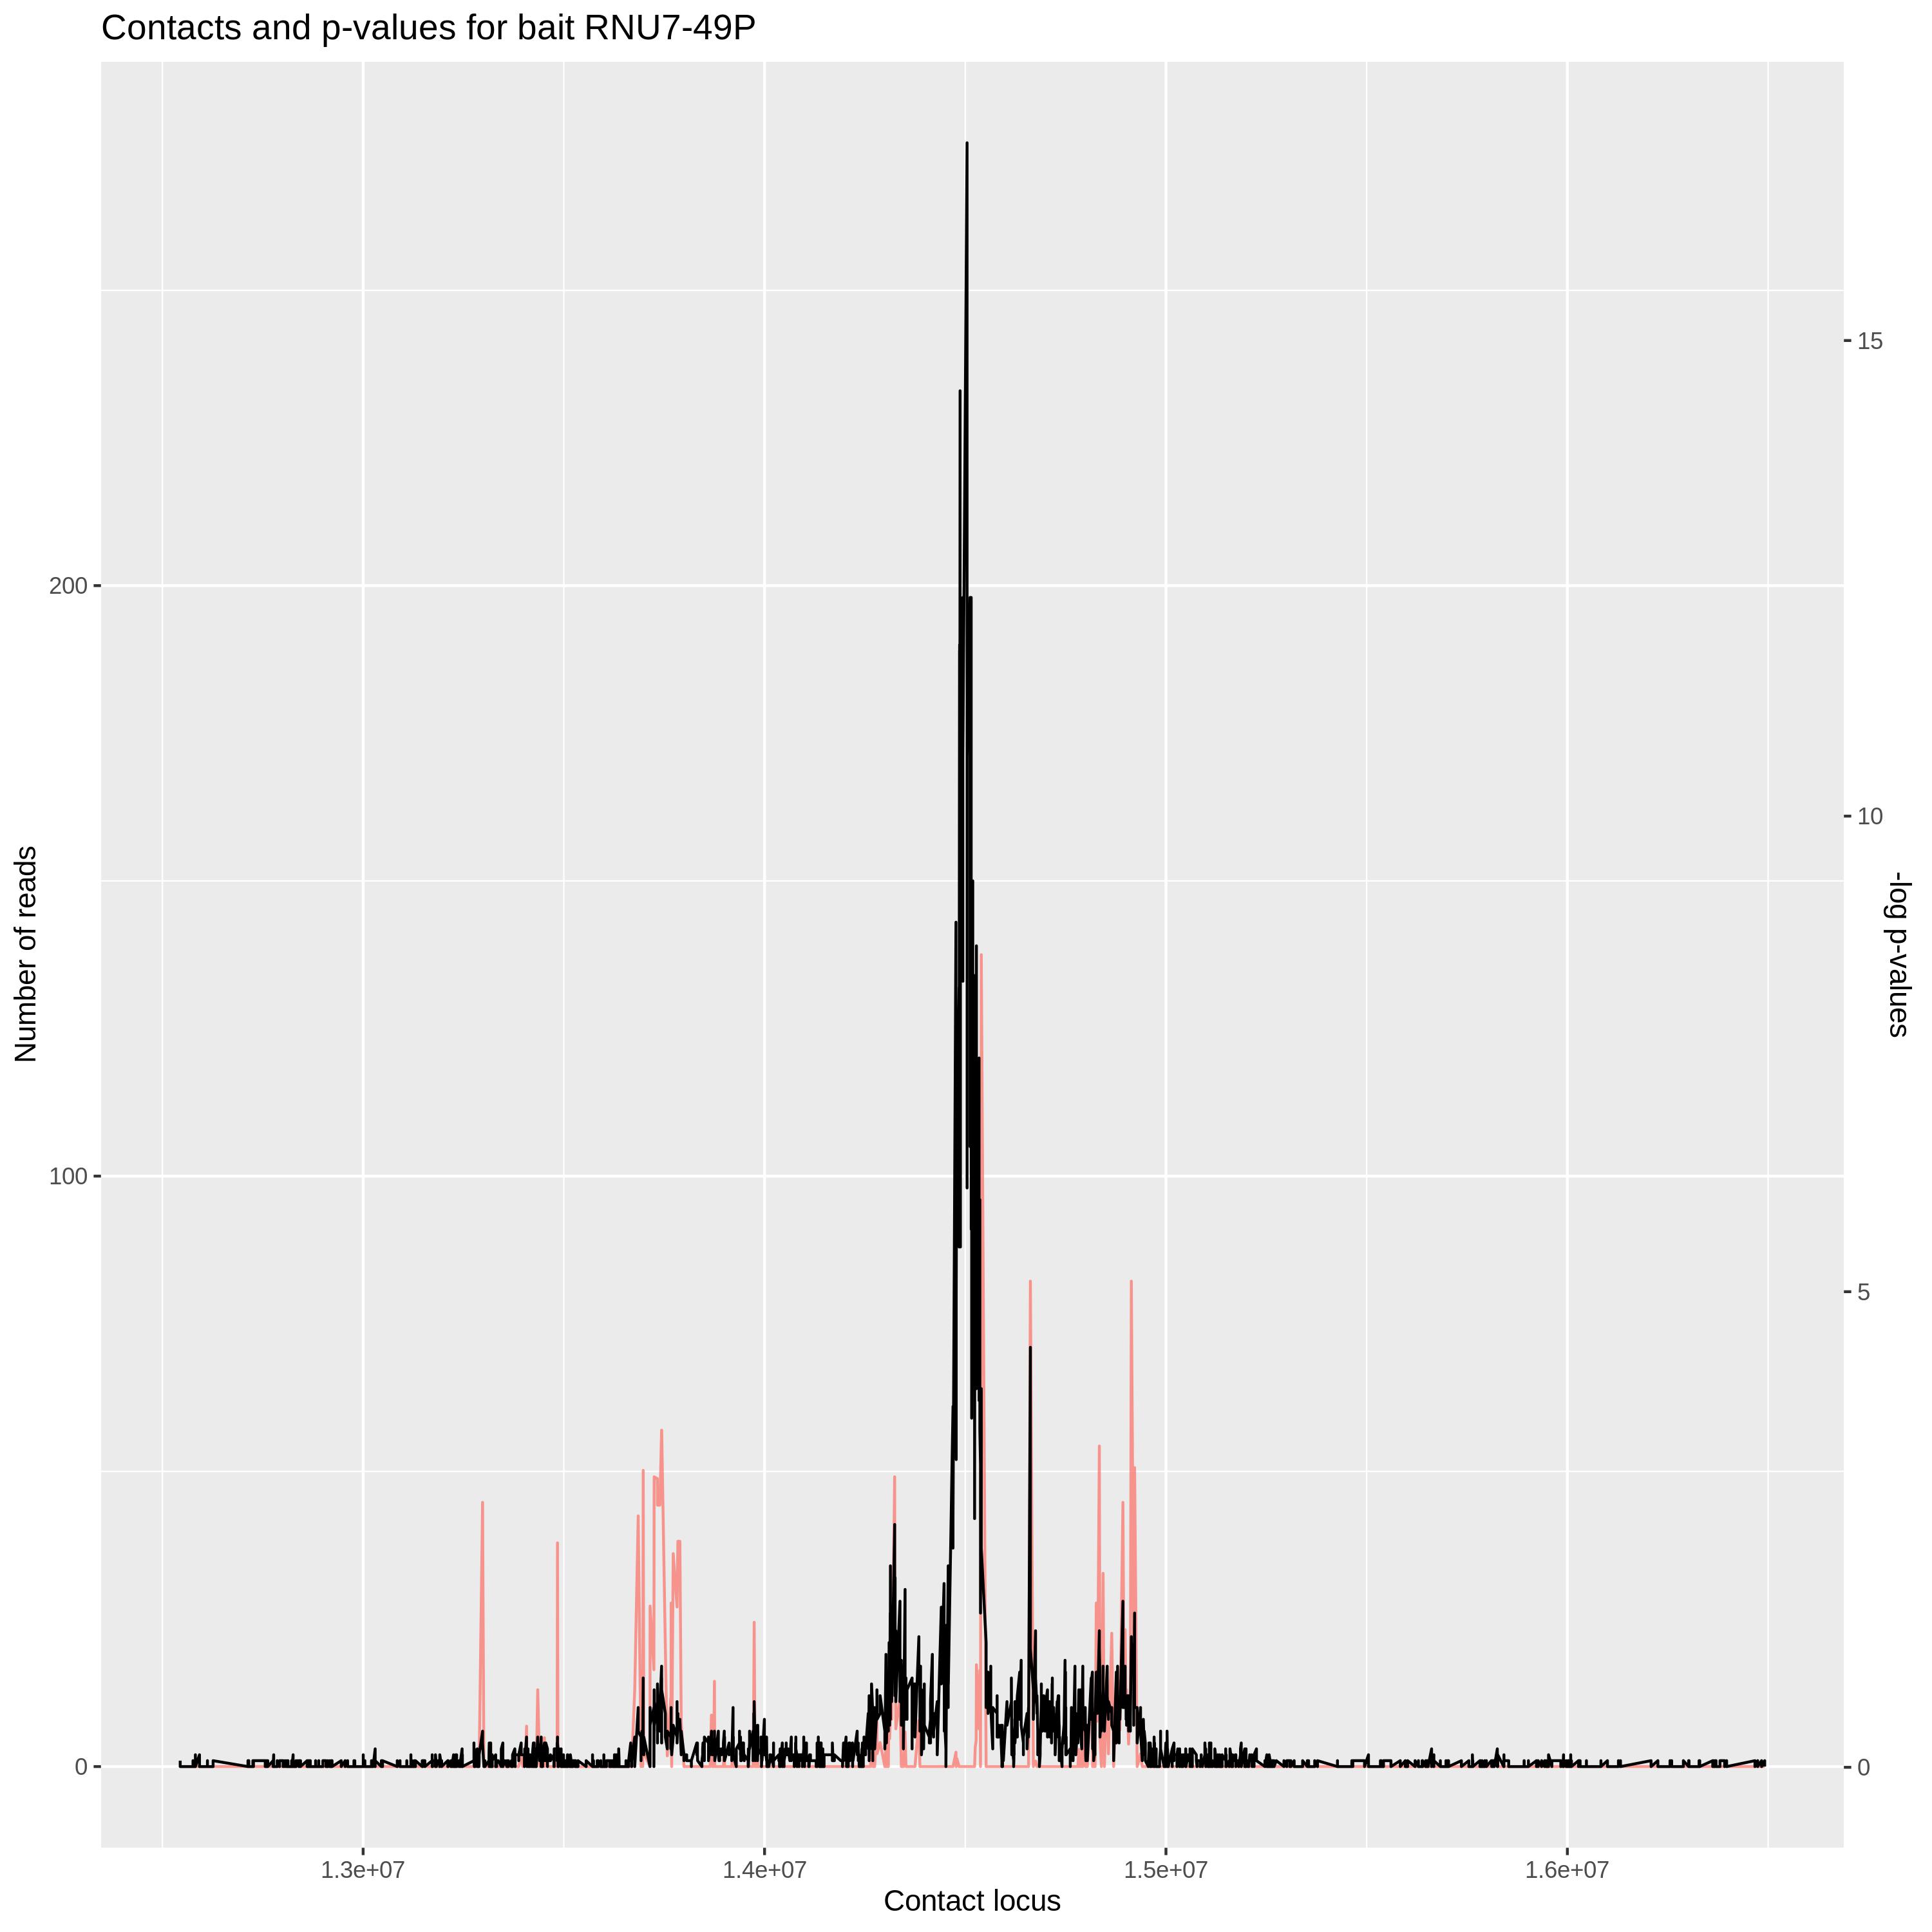 Contacts and p-values for bait RNU7-49P
Number of reads
200
100
0
15
10
5
0
-log p-values
1.3e+07
1.4e+07
1.5e+07
1.6e+07
Contact locus